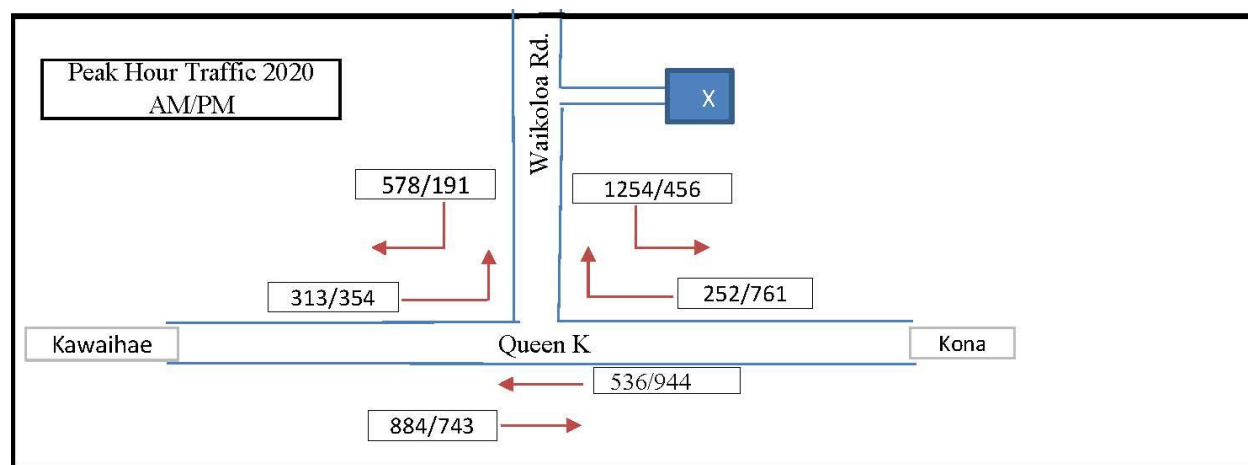 Peak Hour Traffic 2020
AM/PM
Waikoloa Rd.
X
578/191
1254/456
313/354
252/761
Kawaihae
Queen K
Kona
536/944
884/743